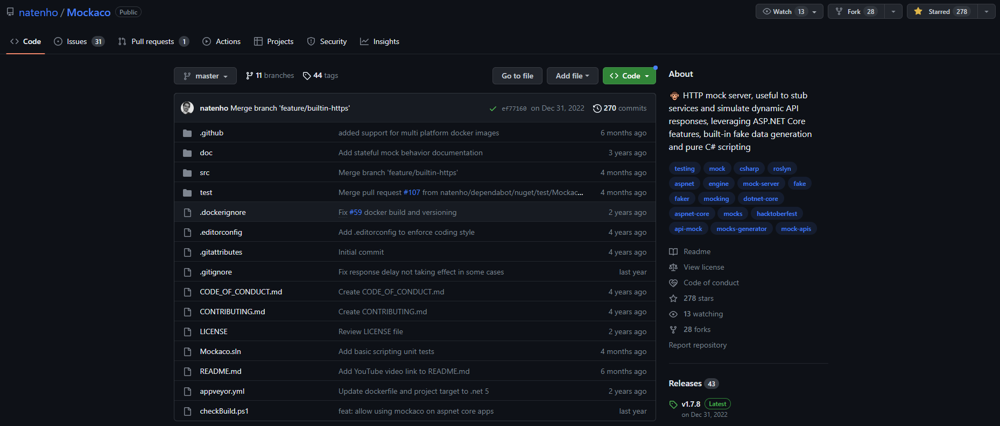 natenho / Mockaco Public
Watch 13
Fork 28
Starred 278
Code
Issues 31
Pull requests 1
Actions
Projects
Security
Insights
master
11 branches
44 tags
Go to file
Add file
Code
natenho Merge branch 'feature/builtin-https'
ef77160 on Dec 31, 2022
270 commits
.github added support for multi platform docker images 6 months ago
doc Add stateful mock behavior documentation 3 years ago
src Merge branch 'feature/builtin-https' 4 months ago
test Merge pull request #107 from natenho/dependabot/nuget/test/Mockac... 4 months ago
.dockerignore Fix #59 docker build and versioning 2 years ago
.editorconfig Add .editorconfig to enforce coding style 4 years ago
.gitattributes Initial commit 4 years ago
.gitignore Fix response delay not taking effect in some cases last year
CODE_OF_CONDUCT.md Create CODE_OF_CONDUCT.md 4 years ago
CONTRIBUTING.md Create CONTRIBUTING.md 4 years ago
LICENSE Review LICENSE file 2 years ago
Mockaco.sln Add basic scripting unit tests 4 months ago
README.md Add YouTube video link to README.md 6 months ago
appveyor.yml Update dockerfile and project target to .net 5 2 years ago
checkBuild.ps1 feat: allow using mockaco on aspnet core apps last year
About
🐵 HTTP mock server, useful to stub
services and simulate dynamic API
responses, leveraging ASP.NET Core
features, built-in fake data generation
and pure C# scripting
testing mock csharp roslyn
aspnet engine mock-server fake
faker mocking dotnet-core
aspnet-core mocks hacktoberfest
api-mock mocks-generator mock-apis
Readme
View license
Code of conduct
278 stars
13 watching
28 forks
Report repository
Releases 43
v1.7.8 Latest
on Dec 31, 2022